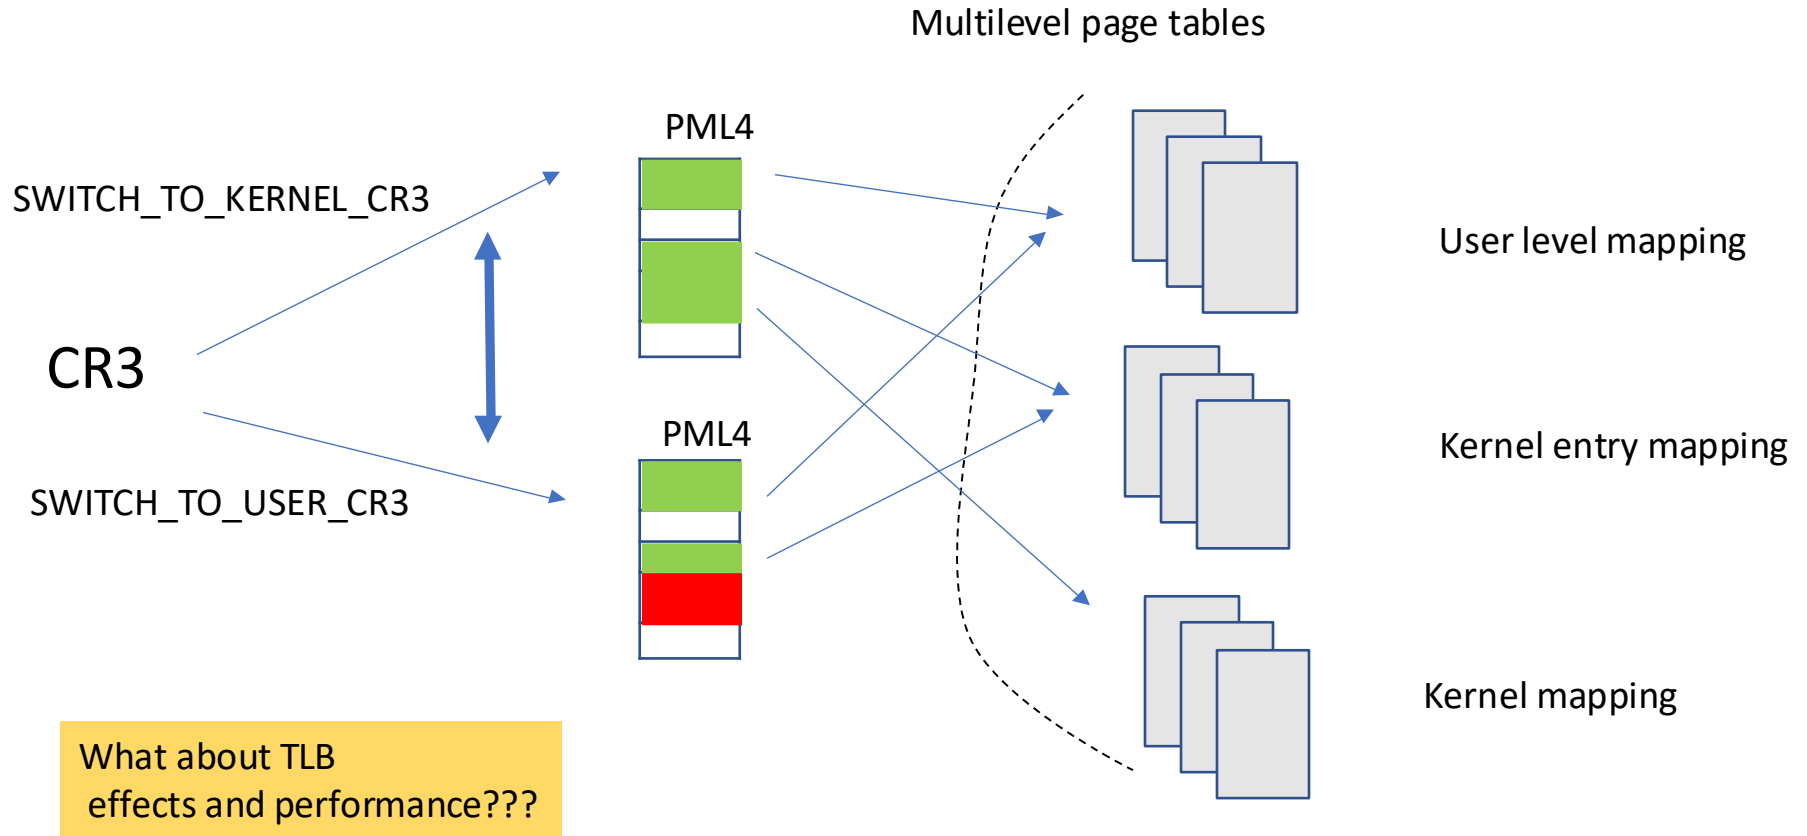 Multilevel page tables
PML4
SWITCH_TO_KERNEL_CR3
User level mapping
CR3
PML4
Kernel entry mapping
SWITCH_TO_USER_CR3
Kernel mapping
What about TLB
effects and performance???